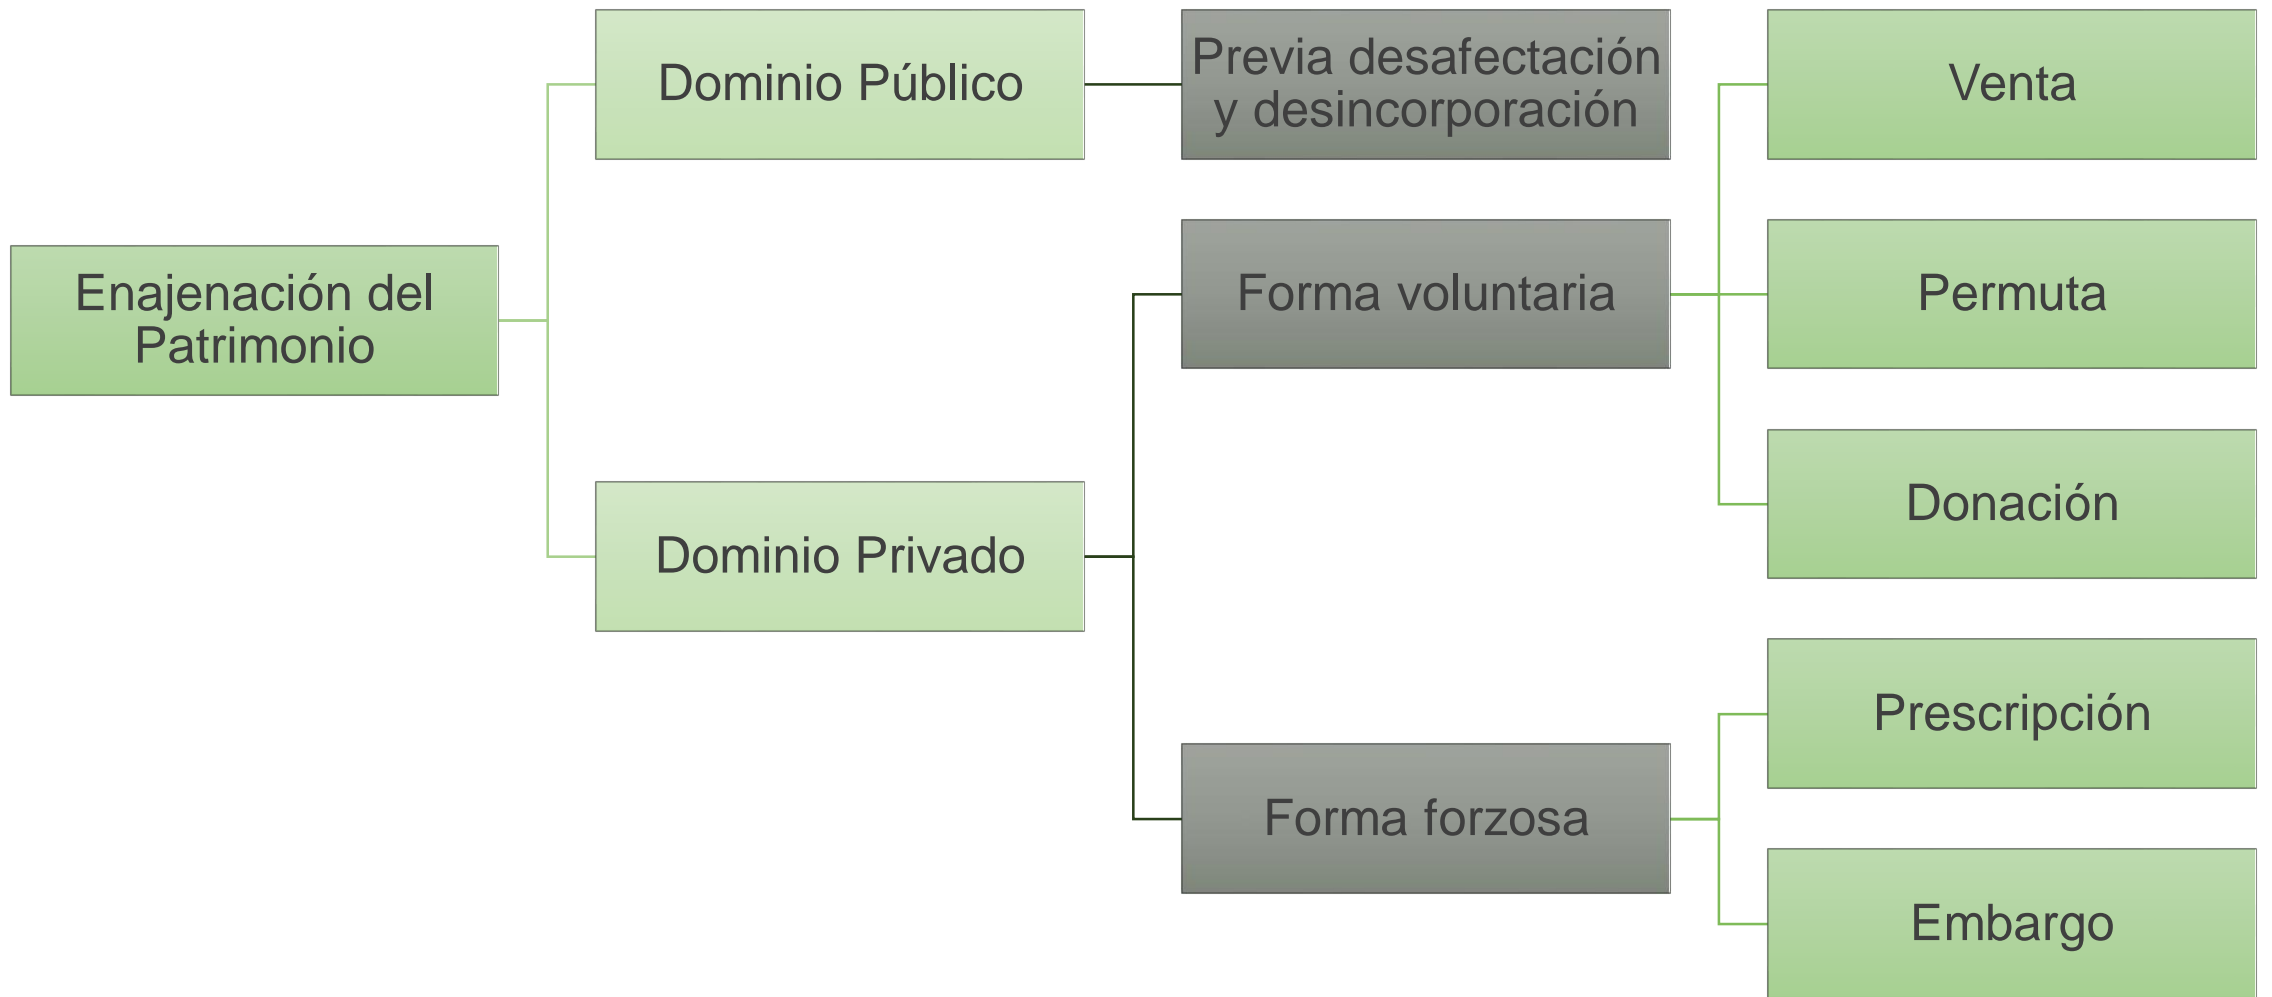 Enajenación del
Patrimonio
Dominio Público
Previa desafectación
y desincorporación
Dominio Privado
Forma voluntaria
Venta
Permuta
Donación
Forma forzosa
Prescripción
Embargo